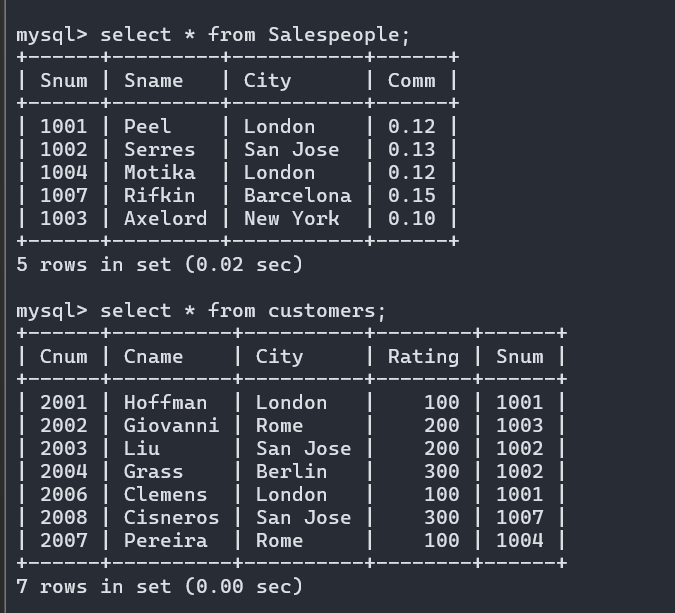 mysql> select * from Salespeople;
+------+---------+-----------+------+
| Snum | Sname   | City      | Comm |
+------+---------+-----------+------+
| 1001 | Peel    | London    | 0.12 |
| 1002 | Serres  | San Jose  | 0.13 |
| 1004 | Motika  | London    | 0.12 |
| 1007 | Rifkin  | Barcelona | 0.15 |
| 1003 | Axelord | New York  | 0.10 |
+------+---------+-----------+------+
5 rows in set (0.02 sec)
mysql> select * from customers;
+------+----------+----------+--------+------+
| Cnum | Cname    | City     | Rating | Snum |
+------+----------+----------+--------+------+
| 2001 | Hoffman  | London   |    100 | 1001 |
| 2002 | Giovanni | Rome     |    200 | 1003 |
| 2003 | Liu      | San Jose |    200 | 1002 |
| 2004 | Grass    | Berlin   |    300 | 1002 |
| 2006 | Clemens  | London   |    100 | 1001 |
| 2008 | Cisneros | San Jose |    300 | 1007 |
| 2007 | Pereira  | Rome     |    100 | 1004 |
+------+----------+----------+--------+------+
7 rows in set (0.00 sec)